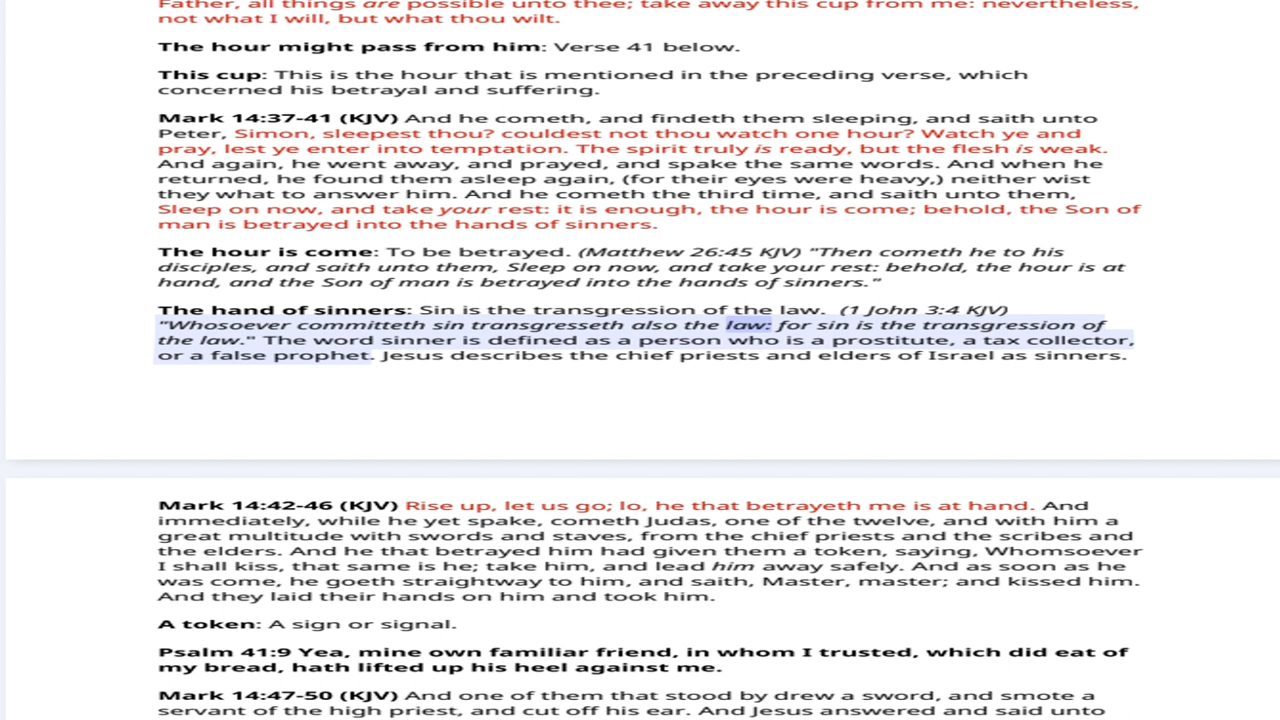 Father, all things are possible unto thee; take away this cup from me: nevertheless,
not what I will, but what thou wilt.
The hour might pass from him: Verse 41 below.
This cup: This is the hour that is mentioned in the preceding verse, which
concerned his betrayal and suffering.
Mark 14:37-41 (KJV) And he cometh, and findeth them sleeping, and saith unto
Peter, Simon, sleepest thou? couldest not thou watch one hour? Watch ye and
pray, lest ye enter into temptation. The spirit truly is ready, but the flesh is weak.
And again, he went away, and prayed, and spake the same words. And when he
returned, he found them asleep again, (for their eyes were heavy,) neither wist
they what to answer him. And he cometh the third time, and saith unto them,
Sleep on now, and take your rest: it is enough, the hour is come; behold, the Son of
man is betrayed into the hands of sinners.
The hour is come: To be betrayed. (Matthew 26:45 KJV) "Then cometh he to his
disciples, and saith unto them, Sleep on now, and take your rest: behold, the hour is at
hand, and the Son of man is betrayed into the hands of sinners."
The hand of sinners: Sin is the transgression of the law. (1 John 3:4 KJV)
"Whosoever committeth sin transgresseth also the law: for sin is the transgression of
the law." The word sinner is defined as a person who is a prostitute, a tax collector,
or a false prophet. Jesus describes the chief priests and elders of Israel as sinners.
Mark 14:42-46 (KJV) Rise up, let us go; lo, he that betrayeth me is at hand. And
immediately, while he yet spake, cometh Judas, one of the twelve, and with him a
great multitude with swords and staves, from the chief priests and the scribes and
the elders. And he that betrayed him had given them a token, saying, Whomsoever
I shall kiss, that same is he; take him, and lead him away safely. And as soon as he
was come, he goeth straightway to him, and saith, Master, master; and kissed him.
And they laid their hands on him and took him.
A token: A sign or signal.
Psalm 41:9 Yea, mine own familiar friend, in whom I trusted, which did eat of
my bread, hath lifted up his heel against me.
Mark 14:47-50 (KJV) And one of them that stood by drew a sword, and smote a
servant of the high priest, and cut off his ear. And Jesus answered and said unto